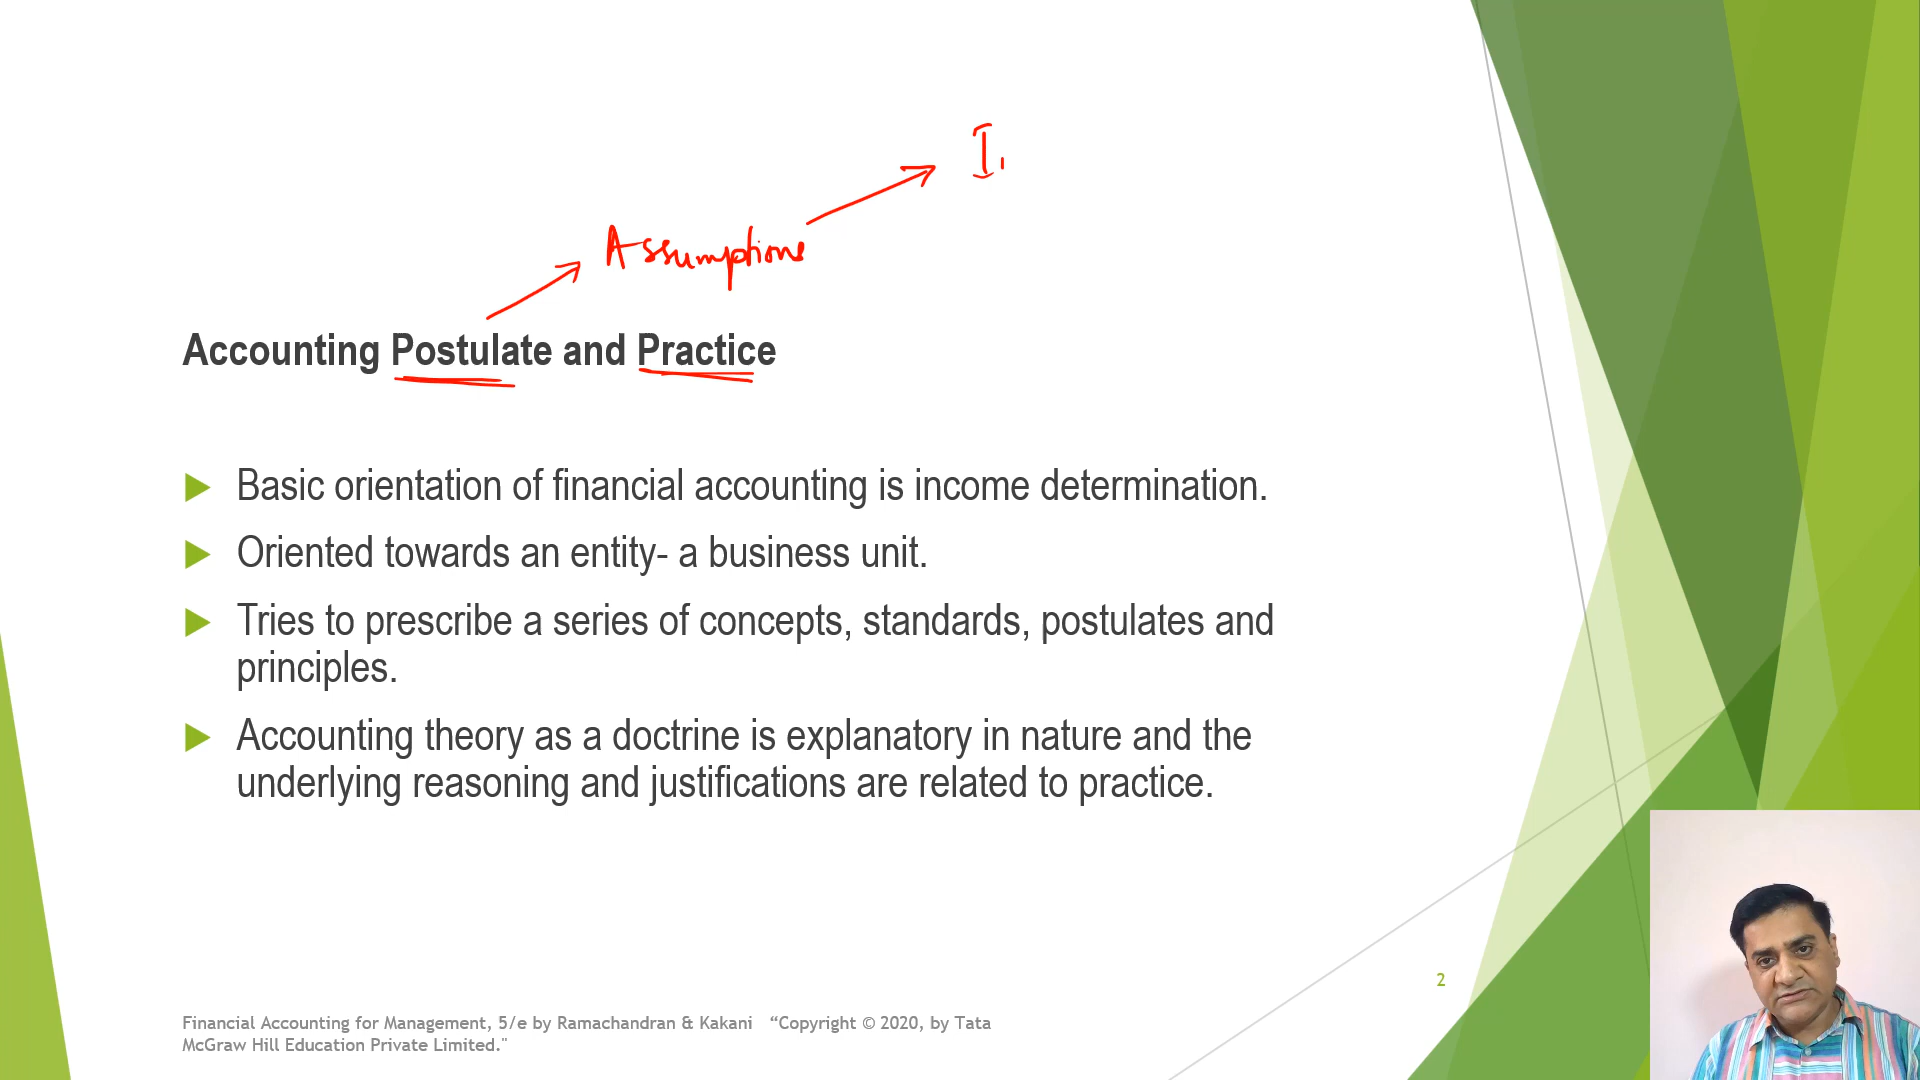 I
Assumptions
Accounting Postulate and Practice
Basic orientation of financial accounting is income determination.
Oriented towards an entity- a business unit.
Tries to prescribe a series of concepts, standards, postulates and
principles.
Accounting theory as a doctrine is explanatory in nature and the
underlying reasoning and justifications are related to practice.
2
Financial Accounting for Management, 5/e by Ramachandran & Kakani “Copyright © 2020, by Tata
McGraw Hill Education Private Limited."